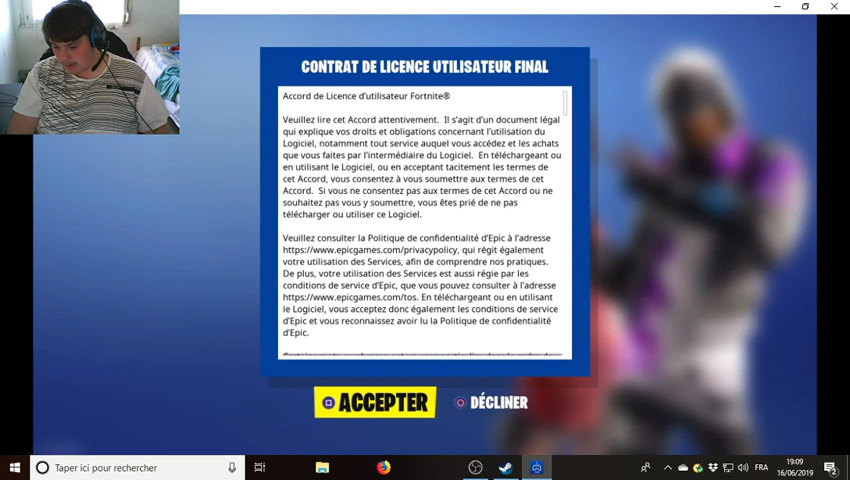 CONTRAT DE LICENCE UTILISATEUR FINAL
Accord de Licence d'utilisateur Fortnite®
Veuillez lire cet Accord attentivement.  Il s'agit d'un document légal
qui explique vos droits et obligations concernant l'utilisation du
Logiciel, notamment tout service auquel vous accédez et les achats
que vous faites par l'intermédiaire du Logiciel.  En téléchargeant ou
en utilisant le Logiciel, ou en acceptant tacitement les termes de
cet Accord, vous consentez à vous soumettre aux termes de cet
Accord.  Si vous ne consentez pas aux termes de cet Accord ou ne
souhaitez pas vous y soumettre, vous êtes prié de ne pas
télécharger ou utiliser ce Logiciel.
Veuillez consulter la Politique de confidentialité d'Epic à l'adresse
https://www.epicgames.com/privacypolicy, qui régit également
votre utilisation des Services, afin de comprendre nos pratiques.
De plus, votre utilisation des Services est aussi régie par les
conditions de service d'Epic, que vous pouvez consulter à l'adresse
https://www.epicgames.com/tos. En téléchargeant ou en utilisant
le Logiciel, vous acceptez donc également les conditions de service
d'Epic et vous reconnaissez avoir lu la Politique de confidentialité
d'Epic.
ACCEPTER
DÉCLINER
Taper ici pour rechercher
FRA
19:09
16/06/2019
2